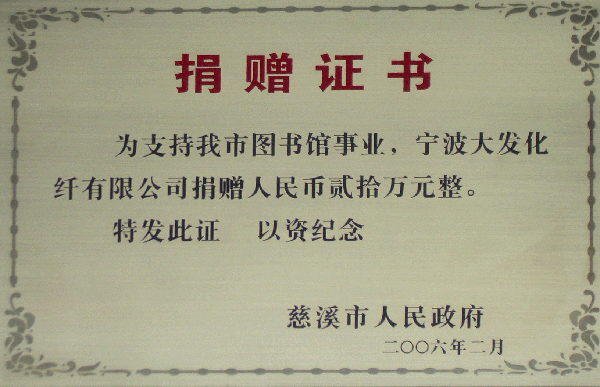 捐赠证书
为支持我市图书馆事业，宁波大发化
纤有限公司捐赠人民币贰拾万元整。
特发此证 以资纪念
慈溪市人民政府
二〇〇六年二月